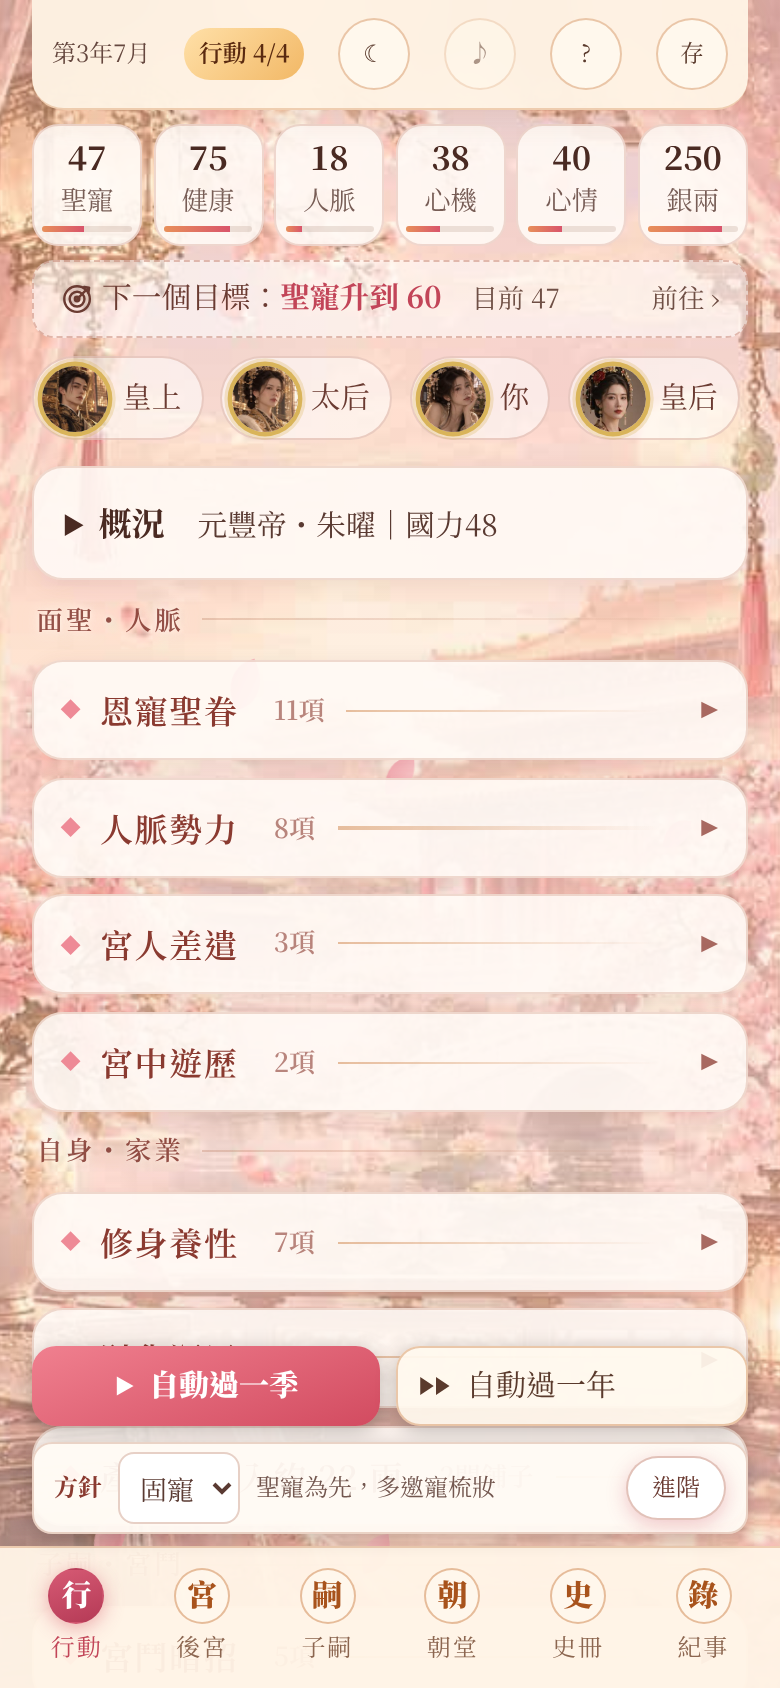 第3年7月 行動 4/4 ☾ ♪ ? 存
47 75 18 38 40 250
聖寵 健康 人脈 心機 心情 銀兩
下一個目標：聖寵升到 60 目前 47 前往 ›
皇上 太后 你 皇后
▶ 概況 元豐帝・朱曜｜國力48
面聖・人脈
◆ 恩寵聖眷 11項 ▶
◆ 人脈勢力 8項 ▶
◆ 宮人差遣 3項 ▶
◆ 宮中遊歷 2項 ▶
自身・家業
◆ 修身養性 7項 ▶
▶ 自動過一季 ▶▶ 自動過一年
方針 固寵 聖寵為先，多邀寵梳妝 進階
行 宮 嗣 朝 史 錄
行動 後宮 子嗣 朝堂 史冊 紀事